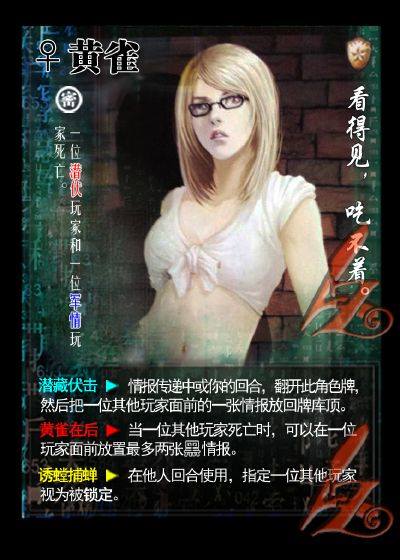 ♀黄雀
密
一位潜伏玩家和一位军情玩
家死亡。
看得见，吃不着。
潜藏伏击 ▶ 情报传递中或你的回合，翻开此角色牌，
然后把一位其他玩家面前的一张情报放回牌库顶。
黄雀在后 ▶ 当一位其他玩家死亡时，可以在一位
玩家面前放置最多两张黑情报。
诱螳捕蝉 ▶ 在他人回合使用，指定一位其他玩家
视为被锁定。